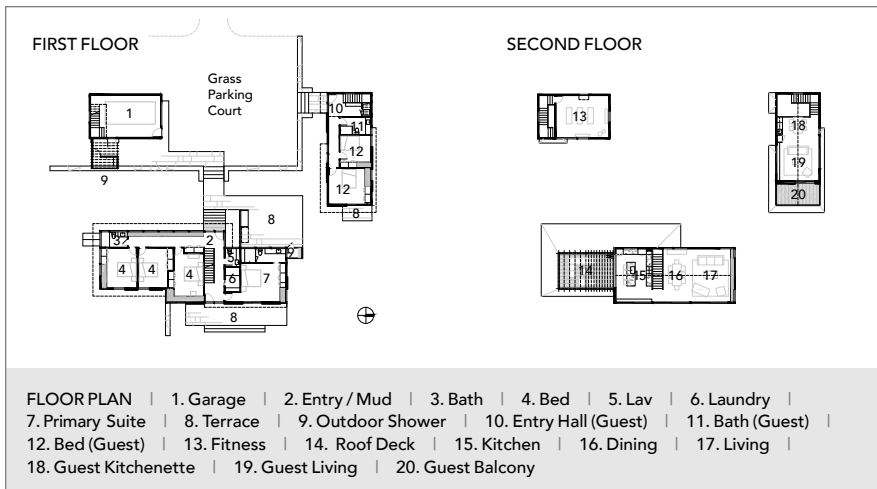 FIRST FLOOR
SECOND FLOOR
Grass
Parking
Court
1
10
11
12
12
8
9
8
2
3
5
9
4
4
4
6
7
8
13
18
19
20
14
15
16
17
FLOOR PLAN | 1. Garage | 2. Entry / Mud | 3. Bath | 4. Bed | 5. Lav | 6. Laundry |
7. Primary Suite | 8. Terrace | 9. Outdoor Shower | 10. Entry Hall (Guest) | 11. Bath (Guest) |
12. Bed (Guest) | 13. Fitness | 14. Roof Deck | 15. Kitchen | 16. Dining | 17. Living |
18. Guest Kitchenette | 19. Guest Living | 20. Guest Balcony